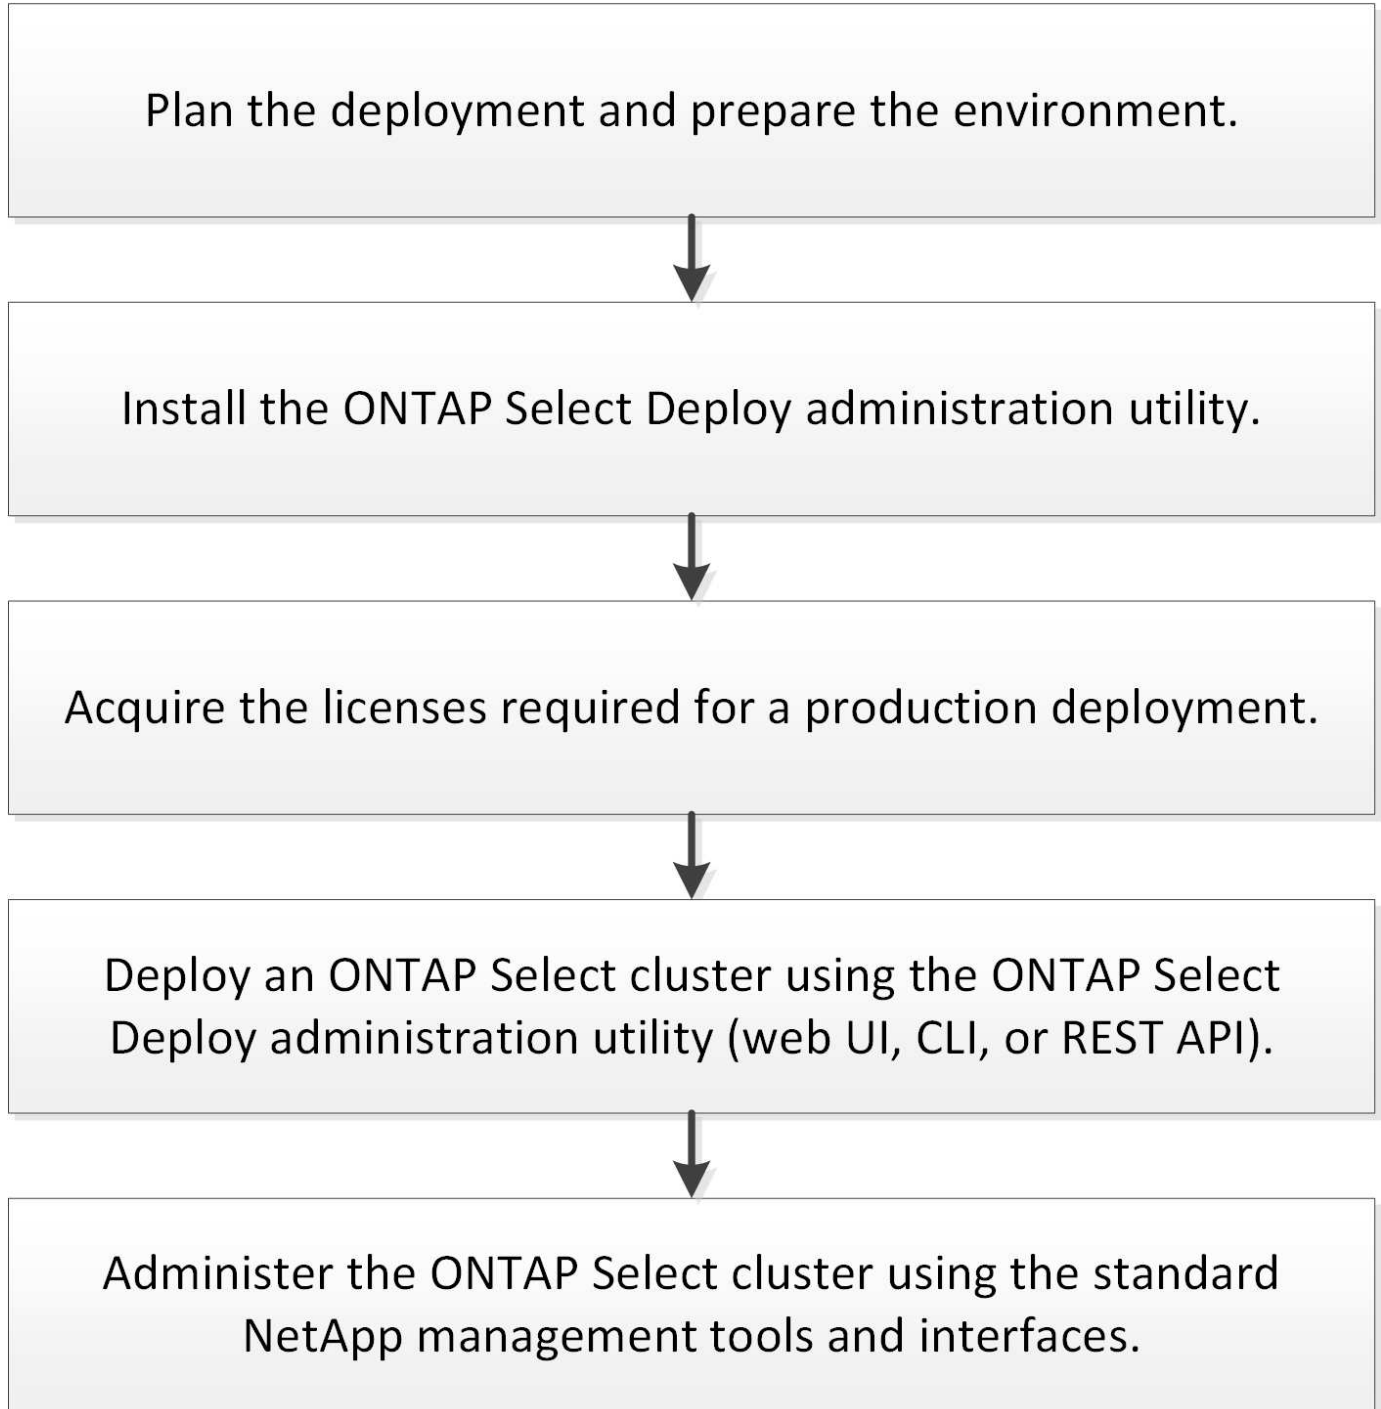 Plan the deployment and prepare the environment.
Install the ONTAP Select Deploy administration utility.
Acquire the licenses required for a production deployment.
Deploy an ONTAP Select cluster using the ONTAP Select
Deploy administration utility (web UI, CLI, or REST API).
Administer the ONTAP Select cluster using the standard
NetApp management tools and interfaces.